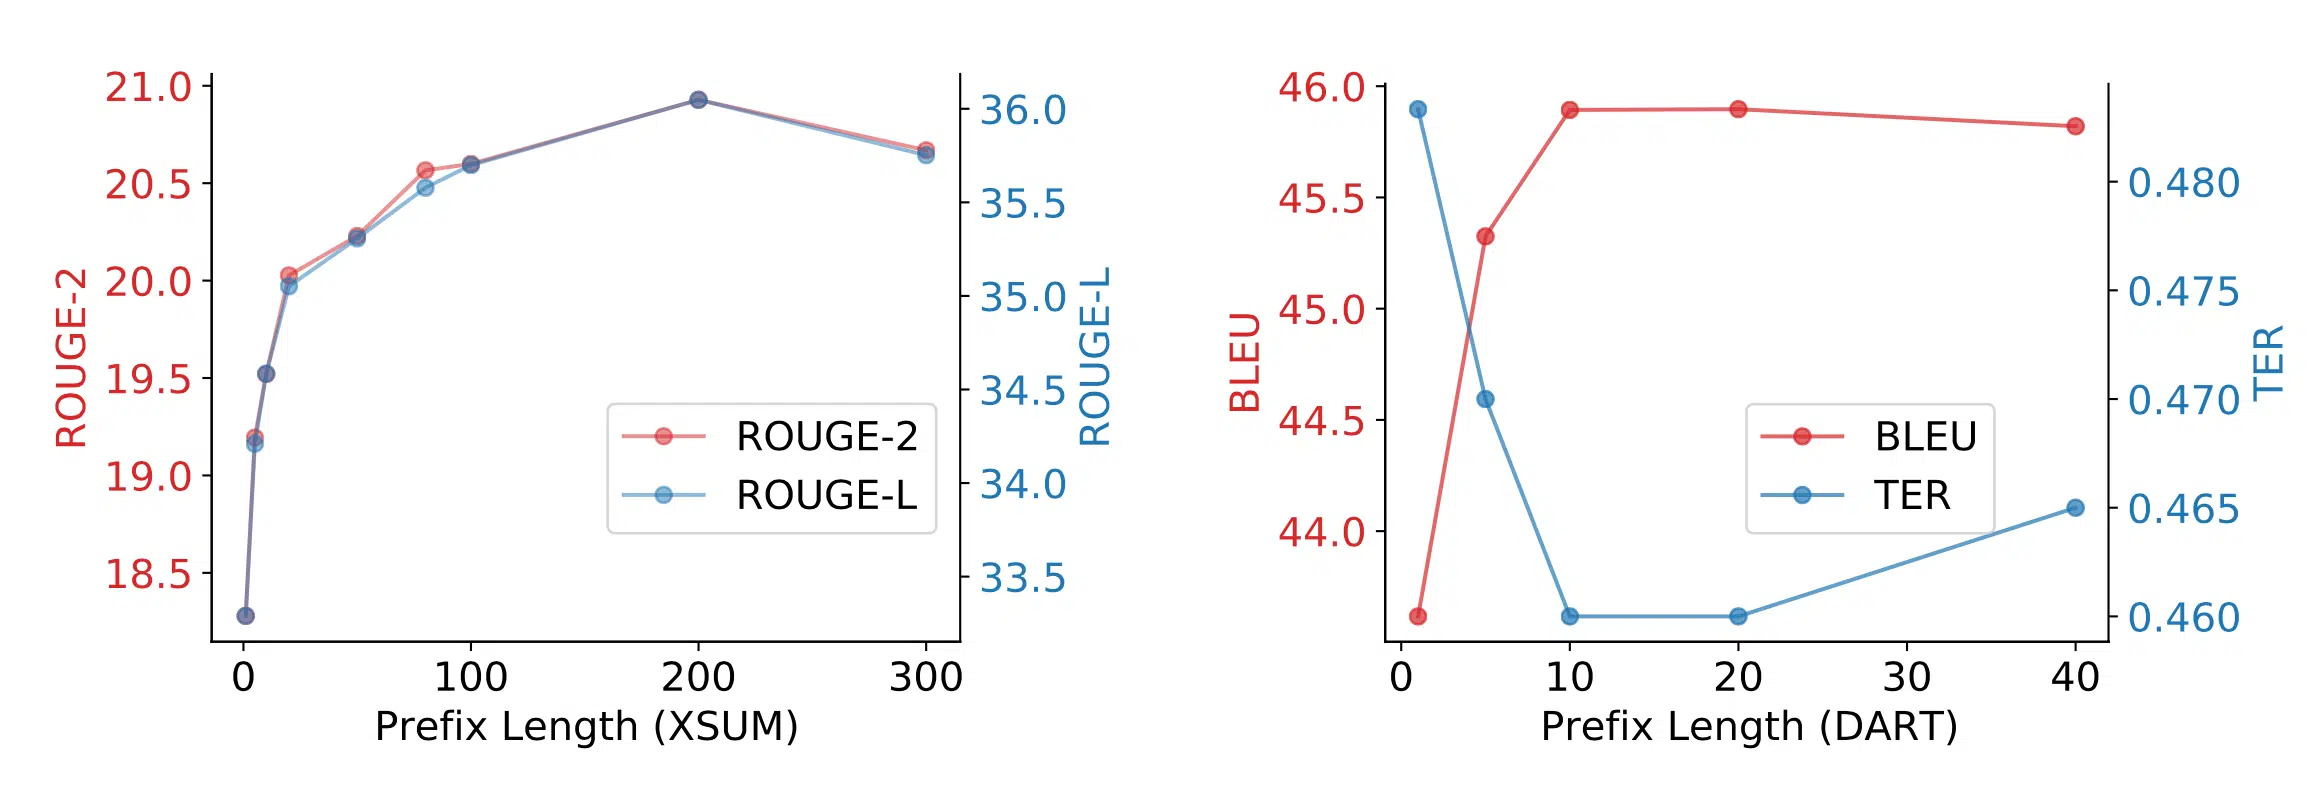 21.0
20.5
20.0
19.5
19.0
18.5
ROUGE-2
36.0
35.5
35.0
34.5
34.0
33.5
ROUGE-L
ROUGE-2
ROUGE-L
0 100 200 300
Prefix Length (XSUM)
46.0
45.5
45.0
44.5
44.0
BLEU
0.480
0.475
0.470
0.465
0.460
TER
BLEU
TER
0 10 20 30 40
Prefix Length (DART)